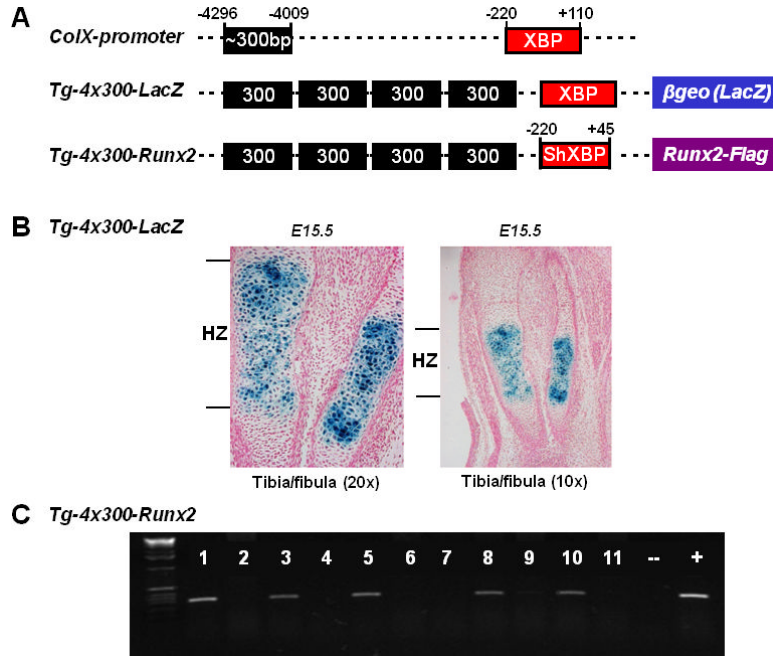 A
-4296 -4009 -220 +110
ColX-promoter ~300bp XBP
Tg-4x300-LacZ 300 300 300 300 XBP βgeo (LacZ)
-220 +45
Tg-4x300-Runx2 300 300 300 300 ShXBP Runx2-Flag
B Tg-4x300-LacZ E15.5 E15.5
HZ HZ
Tibia/fibula (20x) Tibia/fibula (10x)
C Tg-4x300-Runx2
1 2 3 4 5 6 7 8 9 10 11 -- +